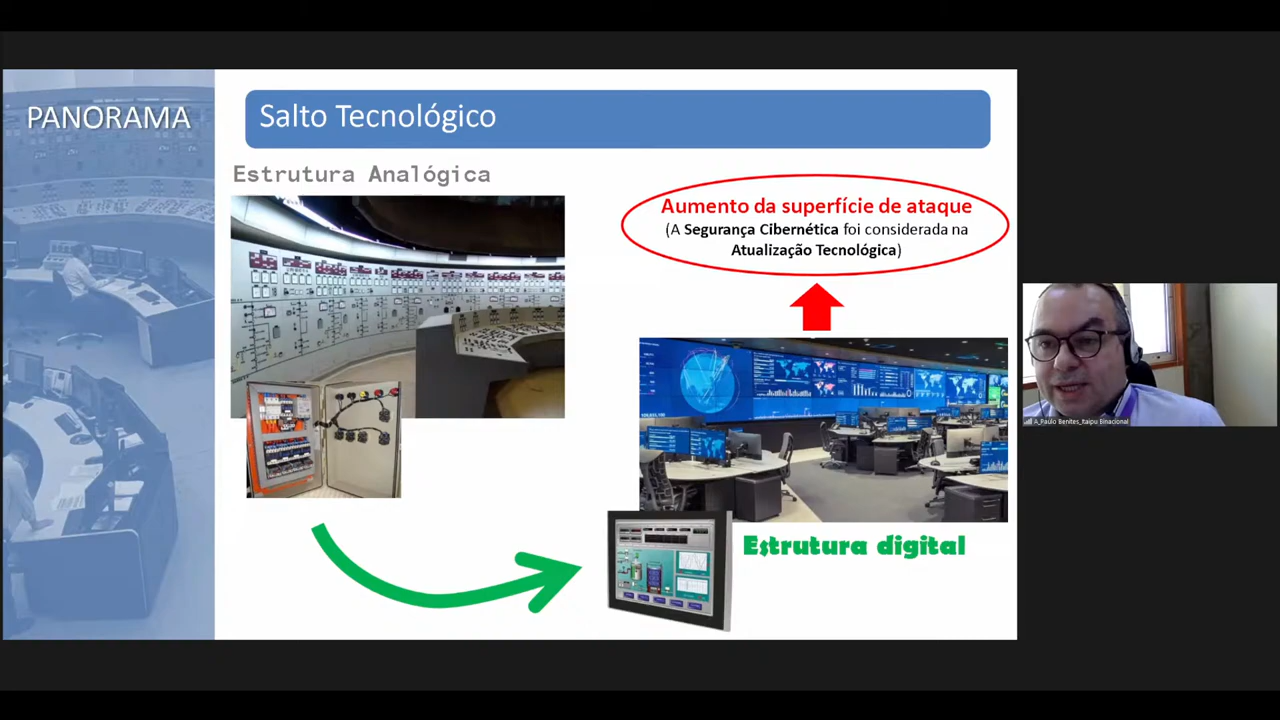 PANORAMA
Salto Tecnológico
Estrutura Analógica
Aumento da superfície de ataque
(A Segurança Cibernética foi considerada na
Atualização Tecnológica)
Estrutura digital
A_Paulo Benites_Itaipu Binacional